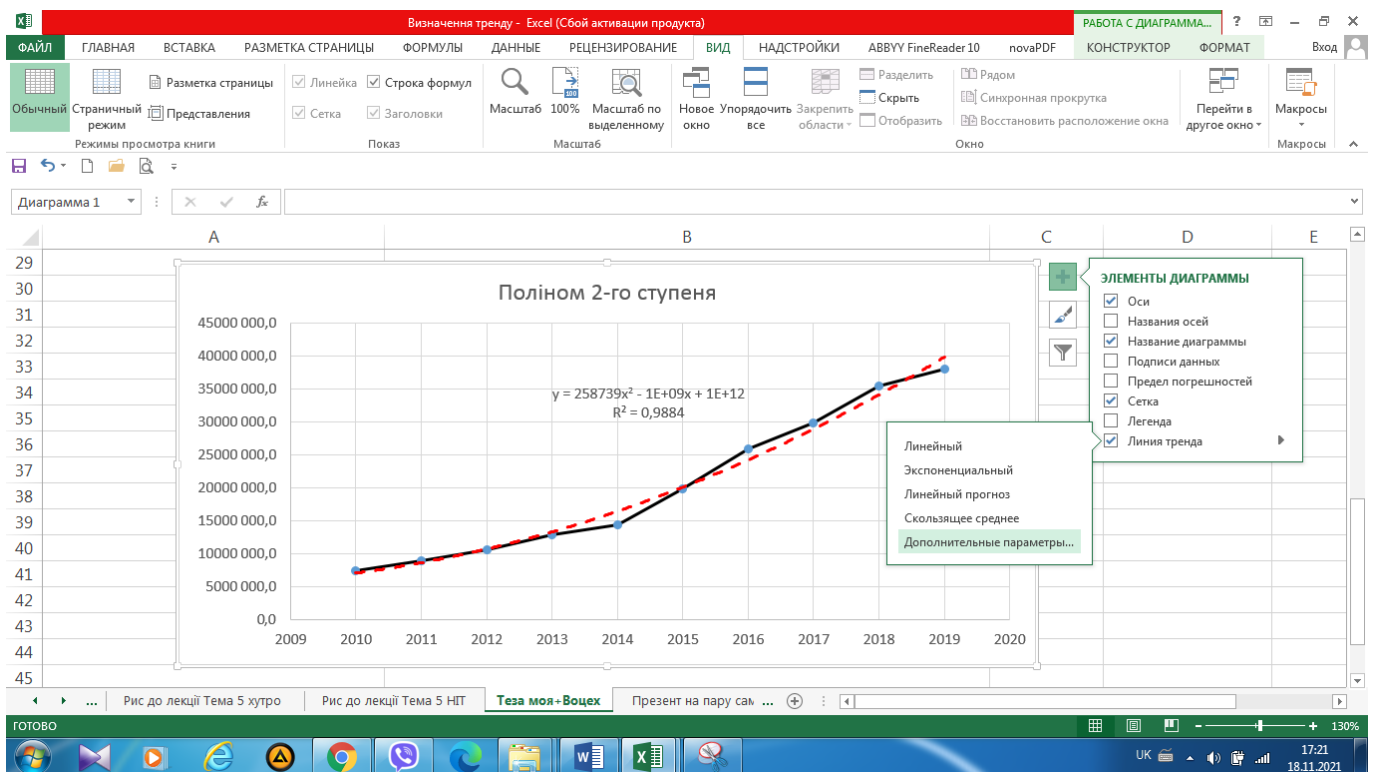 Визначення тренду - Excel (Сбой активации продукта)
РАБОТА С ДИАГРАММА...
?
ФАЙЛ ГЛАВНАЯ ВСТАВКА РАЗМЕТКА СТРАНИЦЫ ФОРМУЛЫ ДАННЫЕ РЕЦЕНЗИРОВАНИЕ ВИД НАДСТРОЙКИ ABBYY FineReader 10 novaPDF КОНСТРУКТОР ФОРМАТ Вход
Обычный
Страничный режим
Разметка страницы
Представления
Режимы просмотра книги
Линейка
Строка формул
Сетка
Заголовки
Показ
Масштаб
100%
Масштаб по выделенному
Масштаб
Новое окно
Упорядочить все
Закрепить области
Разделить
Скрыть
Отобразить
Рядом
Синхронная прокрутка
Восстановить расположение окна
Перейти в другое окно
Окно
Макросы
Макросы
Диаграмма 1
fx
A B C D E
29
30
31
32
33
34
35
36
37
38
39
40
41
42
43
44
45
Поліном 2-го ступеня
45000 000,0
40000 000,0
35000 000,0
30000 000,0
25000 000,0
20000 000,0
15000 000,0
10000 000,0
5000 000,0
0,0
y = 258739x² - 1E+09x + 1E+12
R² = 0,9884
2009 2010 2011 2012 2013 2014 2015 2016 2017 2018 2019 2020
ЭЛЕМЕНТЫ ДИАГРАММЫ
Оси
Названия осей
Название диаграммы
Подписи данных
Предел погрешностей
Сетка
Легенда
Линия тренда
Линейный
Экспоненциальный
Линейный прогноз
Скользящее среднее
Дополнительные параметры...
... Рис до лекції Тема 5 хутро Рис до лекції Тема 5 НІТ Теза моя+Воцех Презент на пару сам ...
ГОТОВО
130%
UK
17:21
18.11.2021